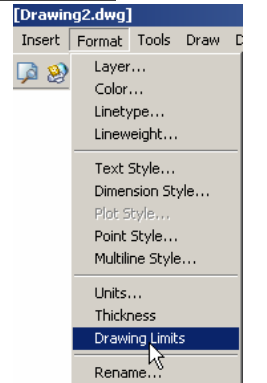 [Drawing2.dwg]
Insert Format Tools Draw D
Layer...
Color...
Linetype...
Lineweight...
Text Style...
Dimension Style...
Plot Style...
Point Style...
Multiline Style...
Units...
Thickness
Drawing Limits
Rename...